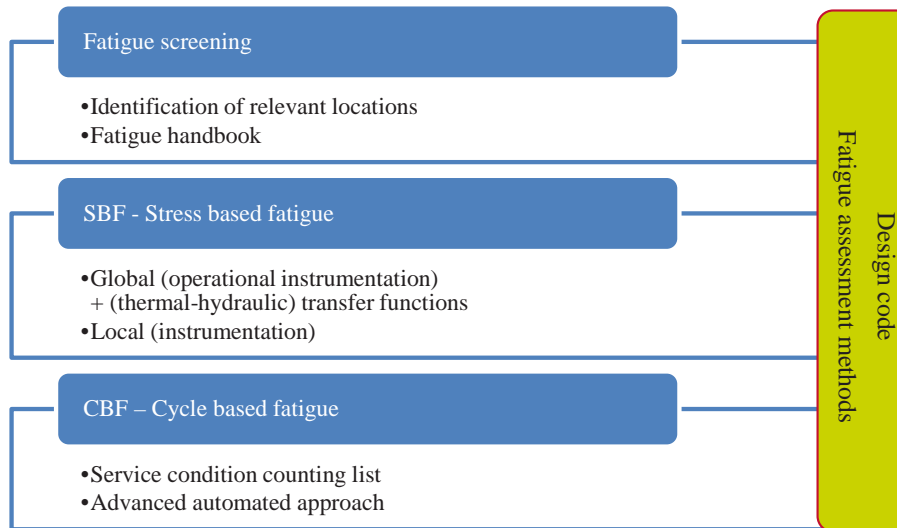 Fatigue screening
•Identification of relevant locations
•Fatigue handbook
SBF - Stress based fatigue
•Global (operational instrumentation)
+ (thermal-hydraulic) transfer functions
•Local (instrumentation)
CBF – Cycle based fatigue
•Service condition counting list
•Advanced automated approach
Design code
Fatigue assessment methods